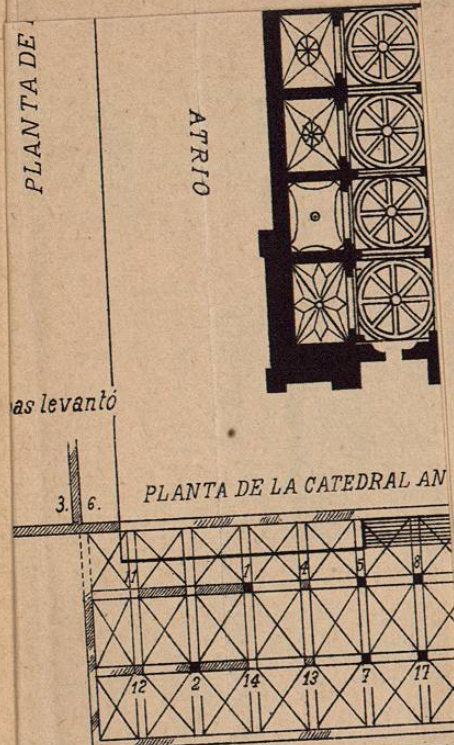 PLANTA DE
ATRIO
as levantó
3. 6.
PLANTA DE LA CATEDRAL AN
11 1 4 5 8
12 2 14 13 7 17